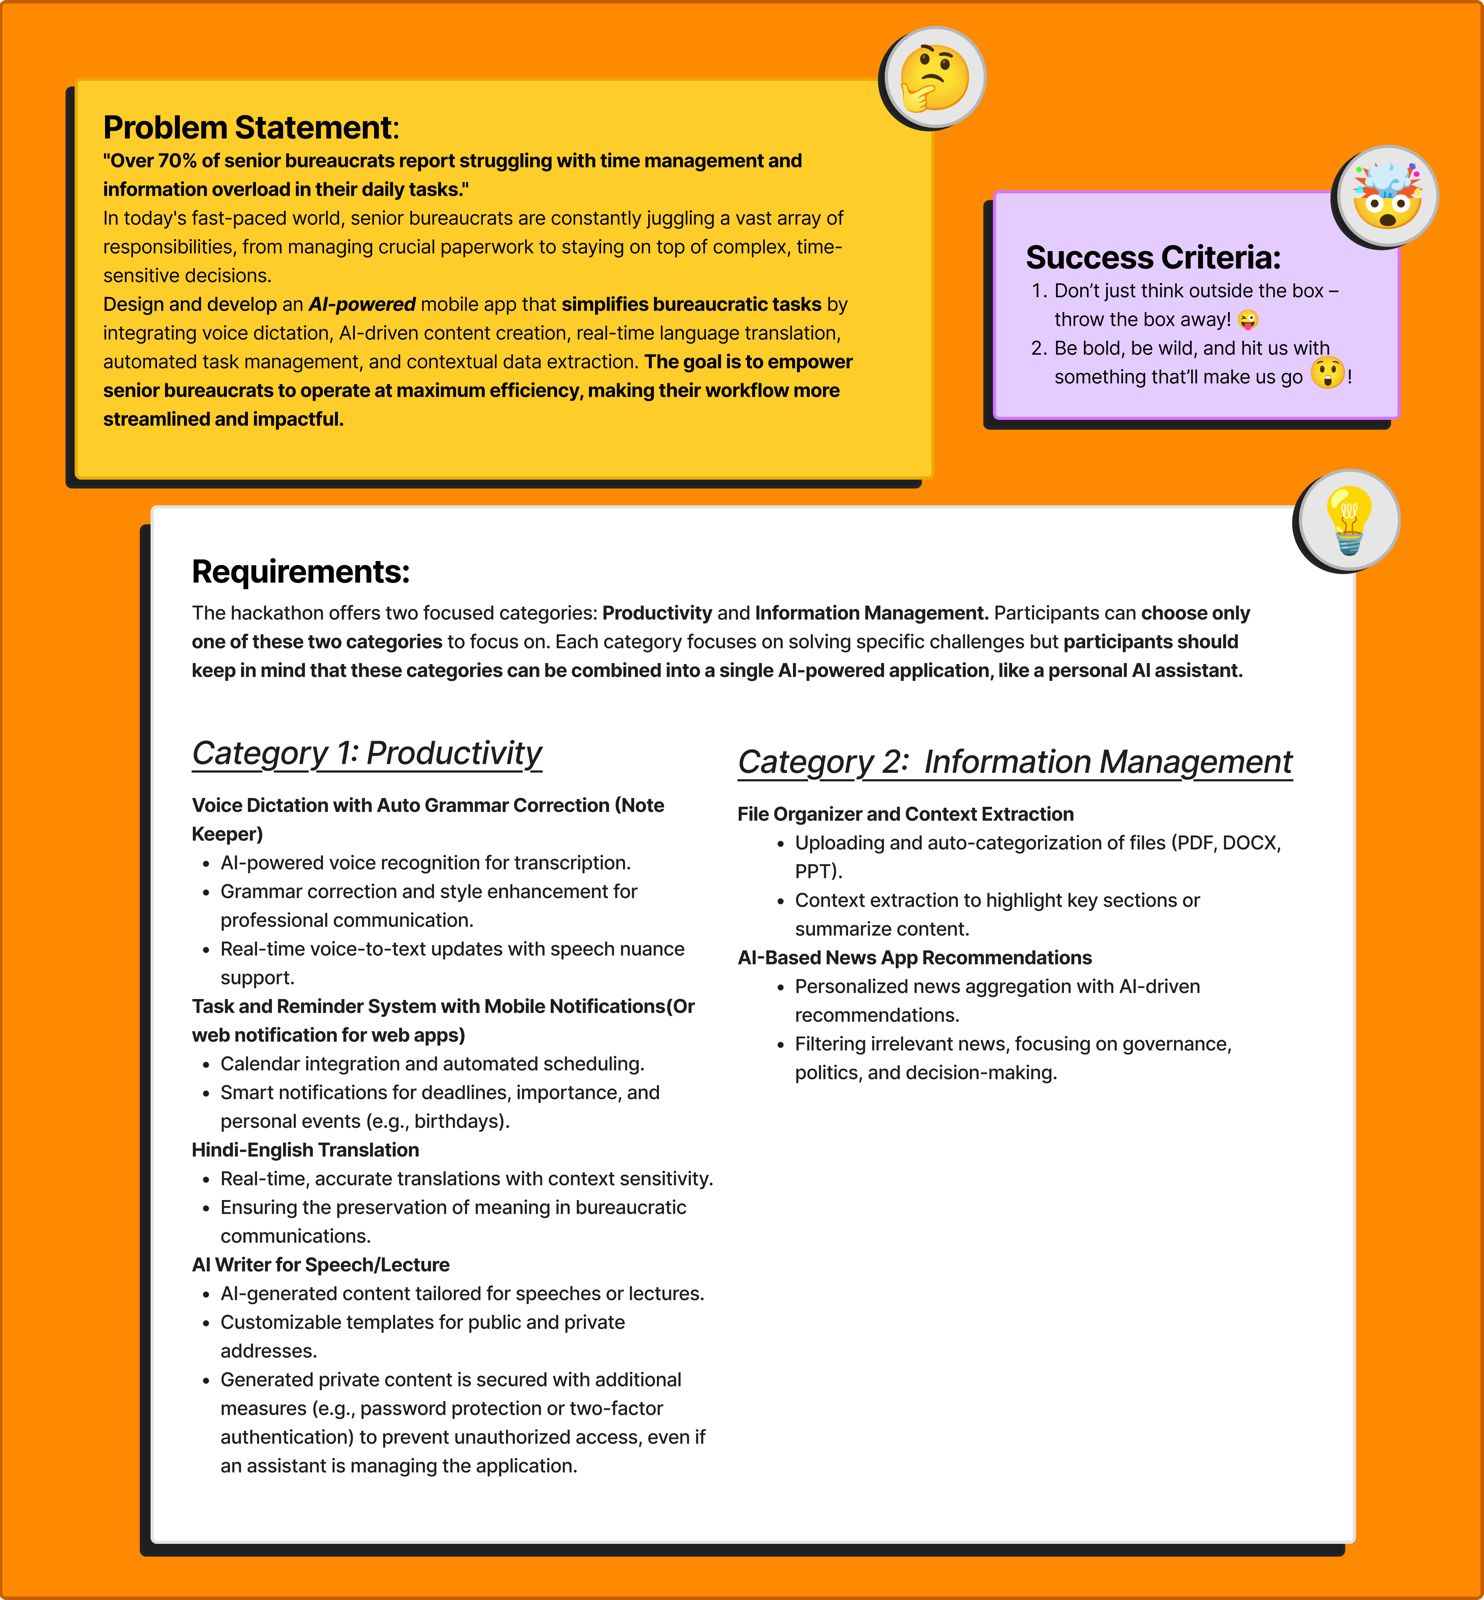 Problem Statement:
"Over 70% of senior bureaucrats report struggling with time management and
information overload in their daily tasks."
In today's fast-paced world, senior bureaucrats are constantly juggling a vast array of
responsibilities, from managing crucial paperwork to staying on top of complex, time-
sensitive decisions.
Design and develop an AI-powered mobile app that simplifies bureaucratic tasks by
integrating voice dictation, AI-driven content creation, real-time language translation,
automated task management, and contextual data extraction. The goal is to empower
senior bureaucrats to operate at maximum efficiency, making their workflow more
streamlined and impactful.
Success Criteria:
1. Don’t just think outside the box –
throw the box away! 😜
2. Be bold, be wild, and hit us with
something that’ll make us go 😲!
Requirements:
The hackathon offers two focused categories: Productivity and Information Management. Participants can choose only
one of these two categories to focus on. Each category focuses on solving specific challenges but participants should
keep in mind that these categories can be combined into a single AI-powered application, like a personal AI assistant.
Category 1: Productivity
Voice Dictation with Auto Grammar Correction (Note
Keeper)
• AI-powered voice recognition for transcription.
• Grammar correction and style enhancement for
professional communication.
• Real-time voice-to-text updates with speech nuance
support.
Task and Reminder System with Mobile Notifications(Or
web notification for web apps)
• Calendar integration and automated scheduling.
• Smart notifications for deadlines, importance, and
personal events (e.g., birthdays).
Hindi-English Translation
• Real-time, accurate translations with context sensitivity.
• Ensuring the preservation of meaning in bureaucratic
communications.
AI Writer for Speech/Lecture
• AI-generated content tailored for speeches or lectures.
• Customizable templates for public and private
addresses.
• Generated private content is secured with additional
measures (e.g., password protection or two-factor
authentication) to prevent unauthorized access, even if
an assistant is managing the application.
Category 2: Information Management
File Organizer and Context Extraction
• Uploading and auto-categorization of files (PDF, DOCX,
PPT).
• Context extraction to highlight key sections or
summarize content.
AI-Based News App Recommendations
• Personalized news aggregation with AI-driven
recommendations.
• Filtering irrelevant news, focusing on governance,
politics, and decision-making.